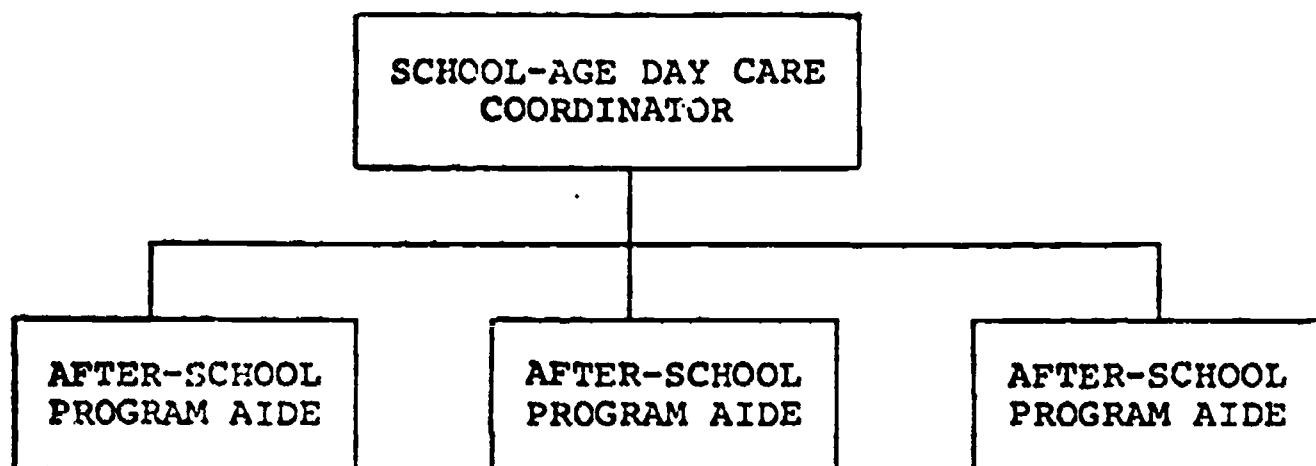 SCHOOL-AGE DAY CARE
COORDINATOR
AFTER-SCHOOL
PROGRAM AIDE
AFTER-SCHOOL
PROGRAM AIDE
AFTER-SCHOOL
PROGRAM AIDE